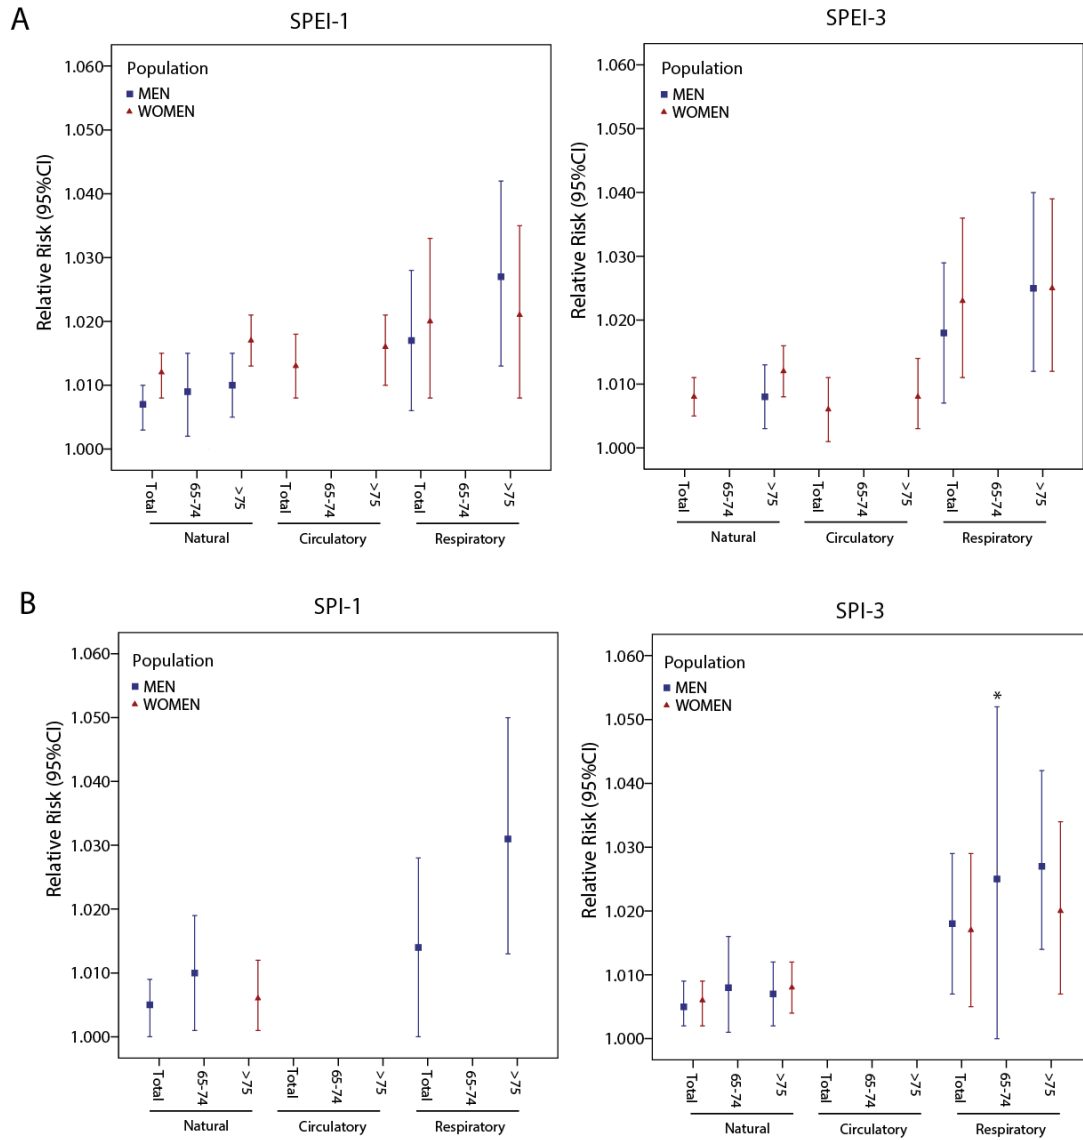 A
SPEI-1
SPEI-3
Relative Risk (95%CI)
1.060
1.050
1.040
1.030
1.020
1.010
1.000
Population
MEN
WOMEN
Total
65-74
>75
Total
65-74
>75
Total
65-74
>75
Natural
Circulatory
Respiratory
Relative Risk (95%CI)
1.060
1.050
1.040
1.030
1.020
1.010
1.000
Population
MEN
WOMEN
Total
65-74
>75
Total
65-74
>75
Total
65-74
>75
Natural
Circulatory
Respiratory
B
SPI-1
SPI-3
Relative Risk (95%CI)
1.060
1.050
1.040
1.030
1.020
1.010
1.000
Population
MEN
WOMEN
Total
65-74
>75
Total
65-74
>75
Total
65-74
>75
Natural
Circulatory
Respiratory
Relative Risk (95%CI)
1.060
1.050
1.040
1.030
1.020
1.010
1.000
Population
MEN
WOMEN
*
Total
65-74
>75
Total
65-74
>75
Total
65-74
>75
Natural
Circulatory
Respiratory